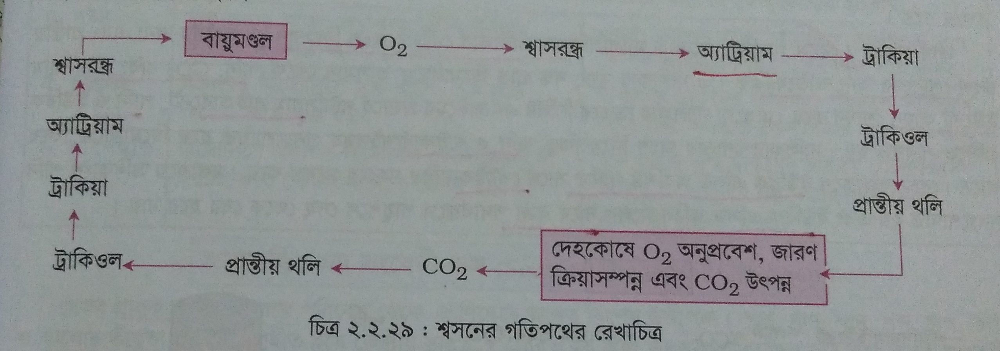 বায়ুমণ্ডল → O₂ → শ্বাসরন্ধ্র → অ্যাট্রিয়াম → ট্রাকিয়া
শ্বাসরন্ধ্র
অ্যাট্রিয়াম
ট্রাকিওল
ট্রাকিয়া
প্রান্তীয় থলি
দেহকোষে O₂ অনুপ্রবেশ, জারণ
ক্রিয়াসম্পন্ন এবং CO₂ উৎপন্ন
ট্রাকিওল ← প্রান্তীয় থলি ← CO₂
চিত্র ২.২.২৯ : শ্বসনের গতিপথের রেখাচিত্র